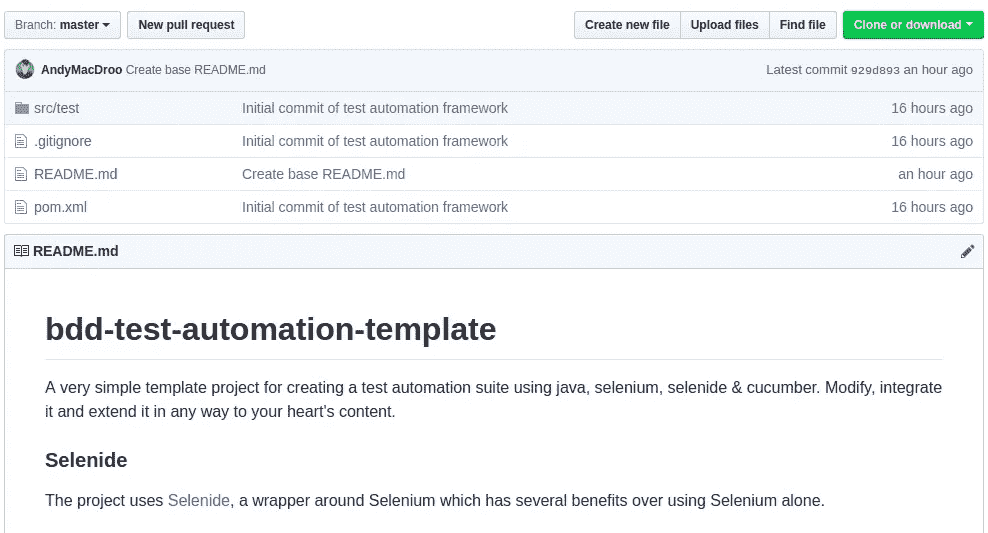 Branch: master New pull request Create new file Upload files Find file Clone or download
AndyMacDroo Create base README.md Latest commit 929d893 an hour ago
src/test Initial commit of test automation framework 16 hours ago
.gitignore Initial commit of test automation framework 16 hours ago
README.md Create base README.md an hour ago
pom.xml Initial commit of test automation framework 16 hours ago
README.md
bdd-test-automation-template
A very simple template project for creating a test automation suite using java, selenium, selenide & cucumber. Modify, integrate
it and extend it in any way to your heart's content.
Selenide
The project uses Selenide, a wrapper around Selenium which has several benefits over using Selenium alone.